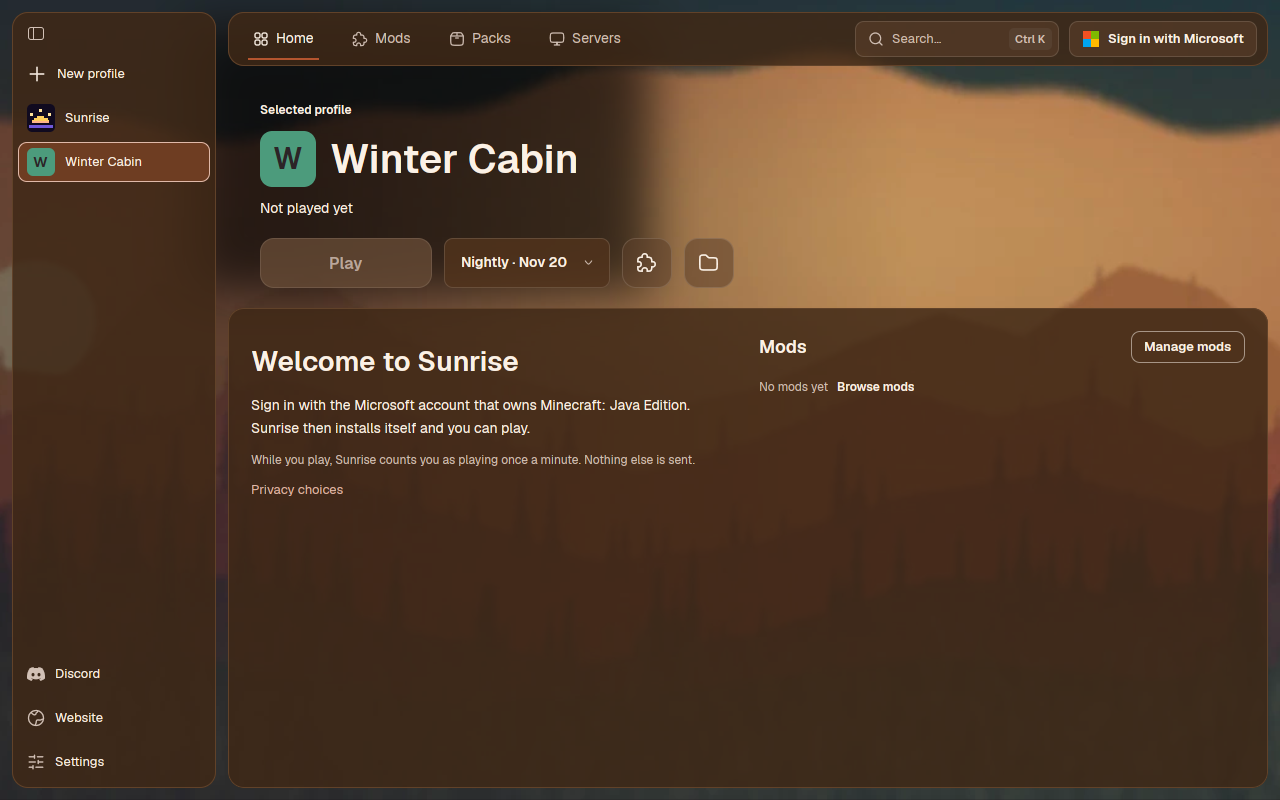 New profile
Sunrise
W Winter Cabin
Discord
Website
Settings
Home Mods Packs Servers Search... Ctrl K Sign in with Microsoft
Selected profile
W Winter Cabin
Not played yet
Play Nightly · Nov 20
Welcome to Sunrise
Sign in with the Microsoft account that owns Minecraft: Java Edition.
Sunrise then installs itself and you can play.
While you play, Sunrise counts you as playing once a minute. Nothing else is sent.
Privacy choices
Mods Manage mods
No mods yet Browse mods